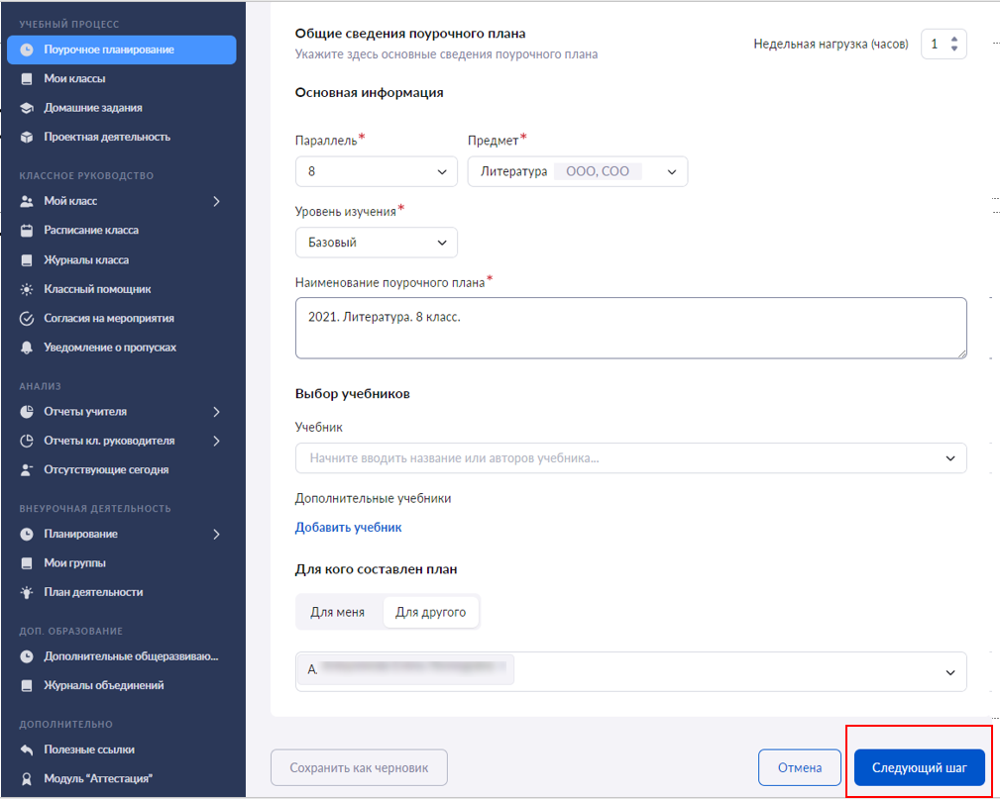 УЧЕБНЫЙ ПРОЦЕСС
Поурочное планирование
Мои классы
Домашние задания
Проектная деятельность
КЛАССНОЕ РУКОВОДСТВО
Мой класс
Расписание класса
Журналы класса
Классный помощник
Согласия на мероприятия
Уведомление о пропусках
АНАЛИЗ
Отчеты учителя
Отчеты кл. руководителя
Отсутствующие сегодня
ВНЕУРОЧНАЯ ДЕЯТЕЛЬНОСТЬ
Планирование
Мои группы
План деятельности
ДОП. ОБРАЗОВАНИЕ
Дополнительные общеразвиваю...
Журналы объединений
ДОПОЛНИТЕЛЬНО
Полезные ссылки
Модуль "Аттестация"
Общие сведения поурочного плана
Укажите здесь основные сведения поурочного плана
Недельная нагрузка (часов) 1
Основная информация
Параллель* Предмет*
8 Литература ООО, СОО
Уровень изучения*
Базовый
Наименование поурочного плана*
2021. Литература. 8 класс.
Выбор учебников
Учебник
Начните вводить название или авторов учебника...
Дополнительные учебники
Добавить учебник
Для кого составлен план
Для меня Для другого
А.
Сохранить как черновик Отмена Следующий шаг